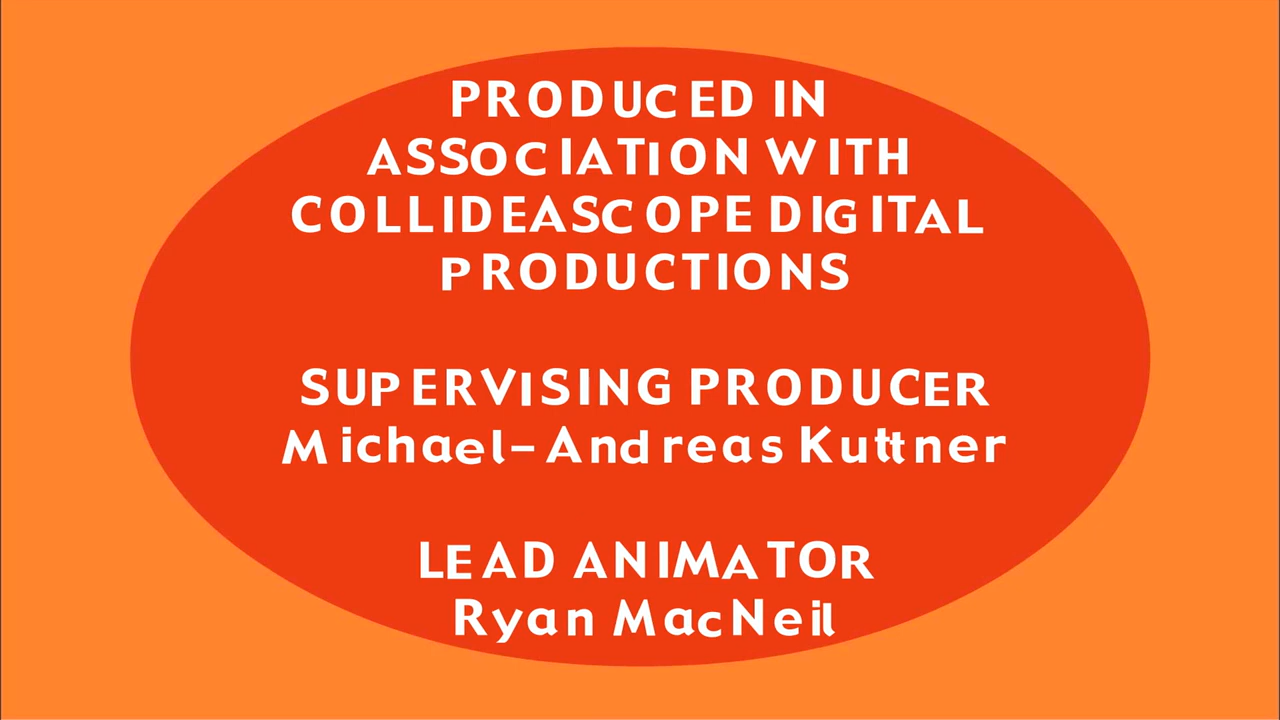 PRODUCED IN
ASSOCIATION WITH
COLLIDEASCOPE DIGITAL
PRODUCTIONS
SUPERVISING PRODUCER
Michael-Andreas Kuttner
LEAD ANIMATOR
Ryan MacNeil